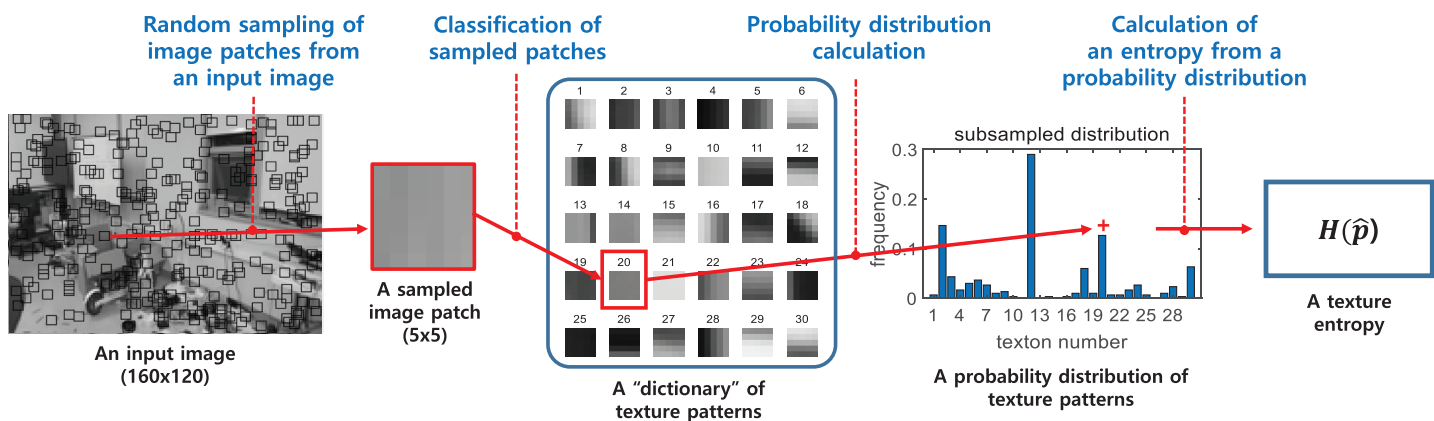 Random sampling of
image patches from
an input image
Classification of
sampled patches
Probability distribution
calculation
Calculation of
an entropy from a
probability distribution
An input image
(160x120)
A sampled
image patch
(5x5)
1 2 3 4 5 6
7 8 9 10 11 12
13 14 15 16 17 18
19 20 21 22 23 24
25 26 27 28 29 30
A “dictionary” of
texture patterns
subsampled distribution
0.3
0.2
0.1
0
frequency
+
1 4 7 10 13 16 19 22 25 28
texton number
A probability distribution of
texture patterns
H(p̂)
A texture
entropy